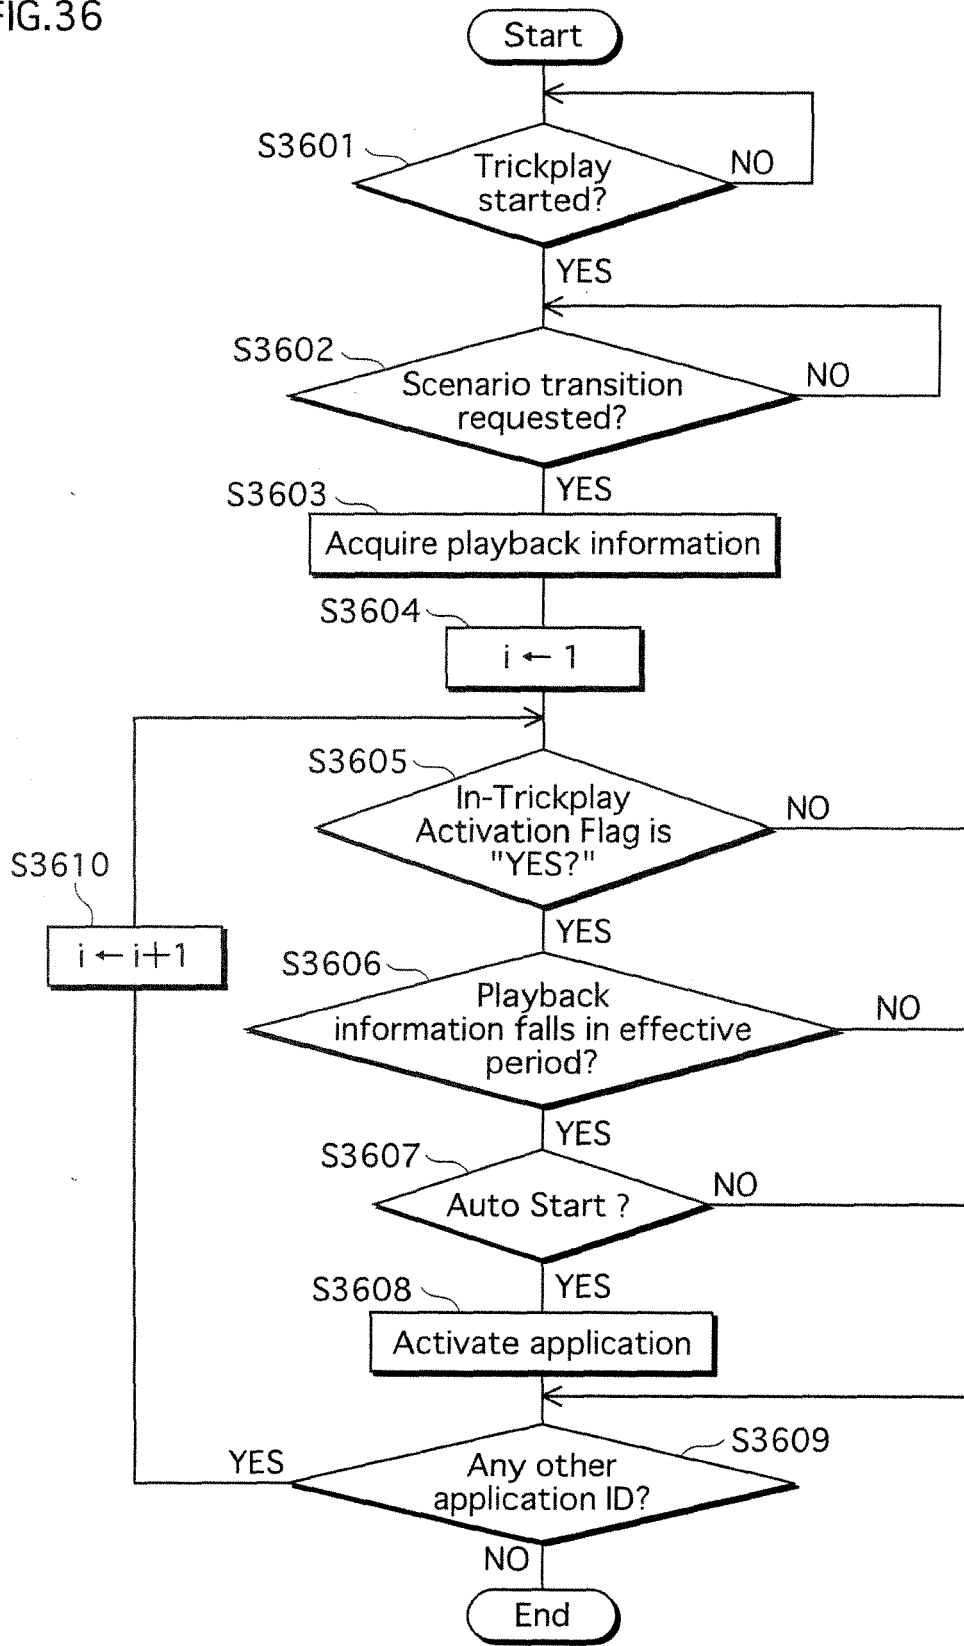 FIG.36
Start
S3601
Trickplay
started?
NO
YES
S3602
Scenario transition
requested?
NO
YES
S3603
Acquire playback information
S3604
i ← 1
S3605
In-Trickplay
Activation Flag is
"YES?"
NO
YES
S3610
i ← i+1
S3606
Playback
information falls in effective
period?
NO
YES
S3607
Auto Start ?
NO
YES
S3608
Activate application
S3609
Any other
application ID?
YES
NO
End